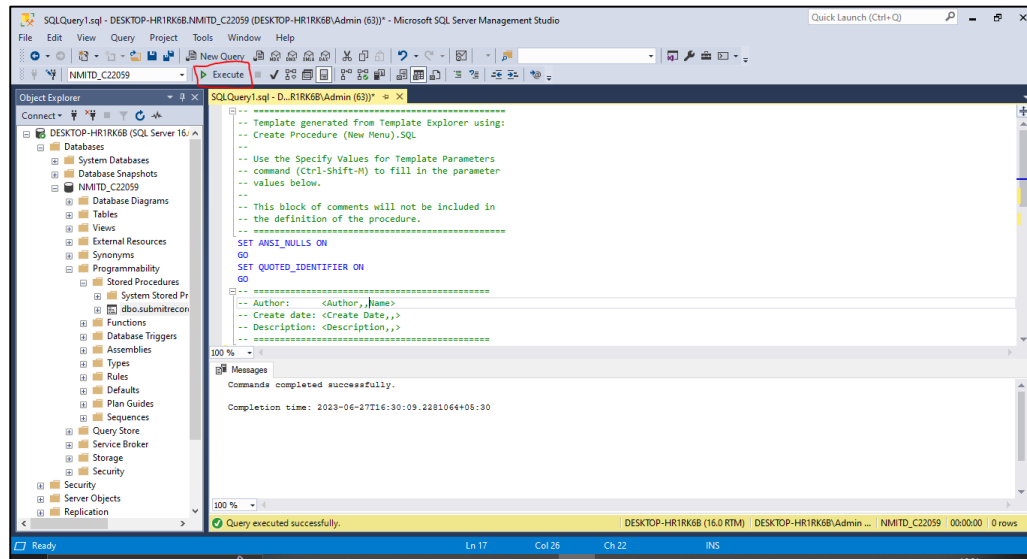 SQLQuery1.sql - DESKTOP-HR1RK6B.NMITD_C22059 (DESKTOP-HR1RK6B\Admin (63))* - Microsoft SQL Server Management Studio
Quick Launch (Ctrl+Q)
File Edit View Query Project Tools Window Help
New Query
NMITD_C22059
Execute
Object Explorer
SQLQuery1.sql - D...R1RK6B\Admin (63))*
Connect
DESKTOP-HR1RK6B (SQL Server 16.
Databases
System Databases
Database Snapshots
NMITD_C22059
Database Diagrams
Tables
Views
External Resources
Synonyms
Programmability
Stored Procedures
System Stored Pr
dbo.submitrecor
Functions
Database Triggers
Assemblies
Types
Rules
Defaults
Plan Guides
Sequences
Query Store
Service Broker
Storage
Security
Security
Server Objects
Replication
-- ================================================
-- Template generated from Template Explorer using:
-- Create Procedure (New Menu).SQL
--
-- Use the Specify Values for Template Parameters
-- command (Ctrl-Shift-M) to fill in the parameter
-- values below.
--
-- This block of comments will not be included in
-- the definition of the procedure.
-- ================================================
SET ANSI_NULLS ON
GO
SET QUOTED_IDENTIFIER ON
GO
-- =============================================
-- Author: <Author,,Name>
-- Create date: <Create Date,,>
-- Description: <Description,,>
-- =============================================
100 %
Messages
Commands completed successfully.
Completion time: 2023-06-27T16:30:09.2281064+05:30
100 %
Query executed successfully.
DESKTOP-HR1RK6B (16.0 RTM) DESKTOP-HR1RK6B\Admin ... NMITD_C22059 00:00:00 0 rows
Ready Ln 17 Col 26 Ch 22 INS